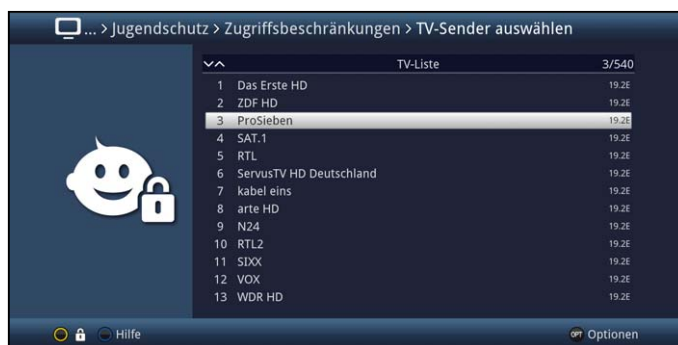 ... > Jugendschutz > Zugriffsbeschränkungen > TV-Sender auswählen
TV-Liste 3/540
1 Das Erste HD 19.2E
2 ZDF HD 19.2E
3 ProSieben 19.2E
4 SAT.1 19.2E
5 RTL 19.2E
6 ServusTV HD Deutschland 19.2E
7 kabel eins 19.2E
8 arte HD 19.2E
9 N24 19.2E
10 RTL2 19.2E
11 SIXX 19.2E
12 VOX 19.2E
13 WDR HD 19.2E
Hilfe OPT Optionen